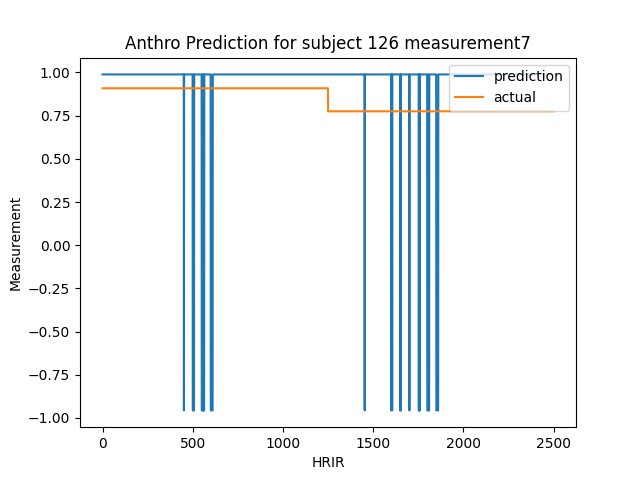 Anthro Prediction for subject 126 measurement7
prediction
actual
1.00
0.75
0.50
0.25
0.00
−0.25
−0.50
−0.75
−1.00
Measurement
0 500 1000 1500 2000 2500
HRIR